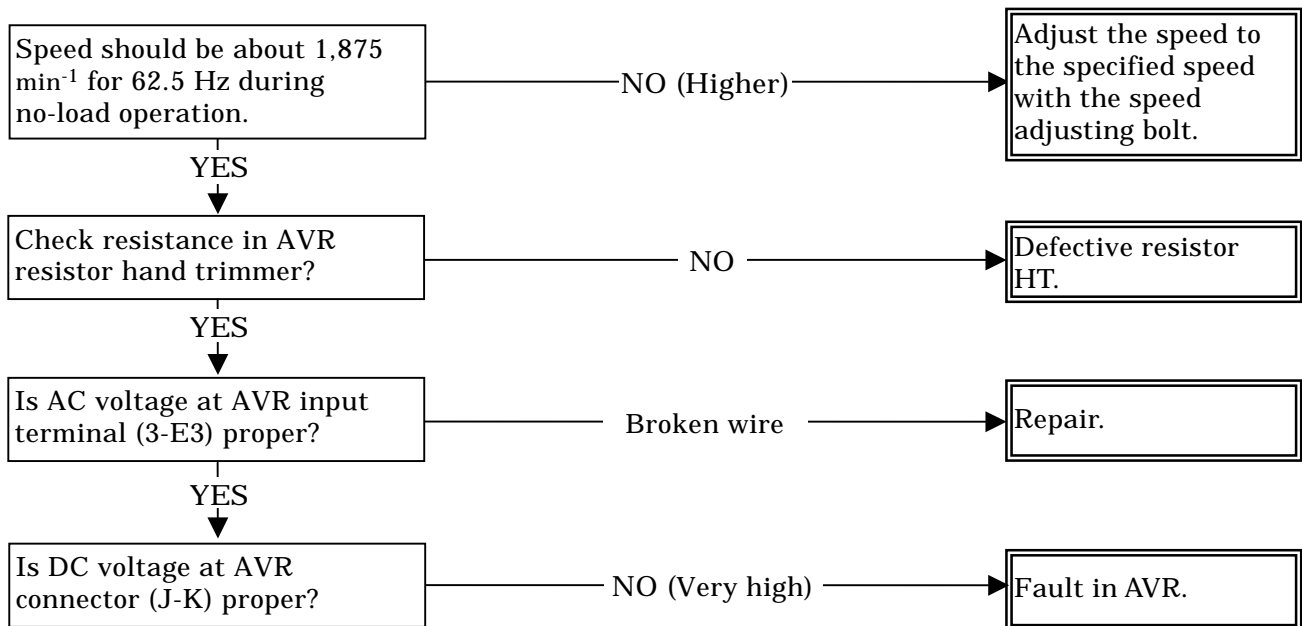 Speed should be about 1,875
min-1 for 62.5 Hz during
no-load operation.
NO (Higher)
Adjust the speed to
the specified speed
with the speed
adjusting bolt.
YES
Check resistance in AVR
resistor hand trimmer?
NO
Defective resistor
HT.
YES
Is AC voltage at AVR input
terminal (3-E3) proper?
Broken wire
Repair.
YES
Is DC voltage at AVR
connector (J-K) proper?
NO (Very high)
Fault in AVR.